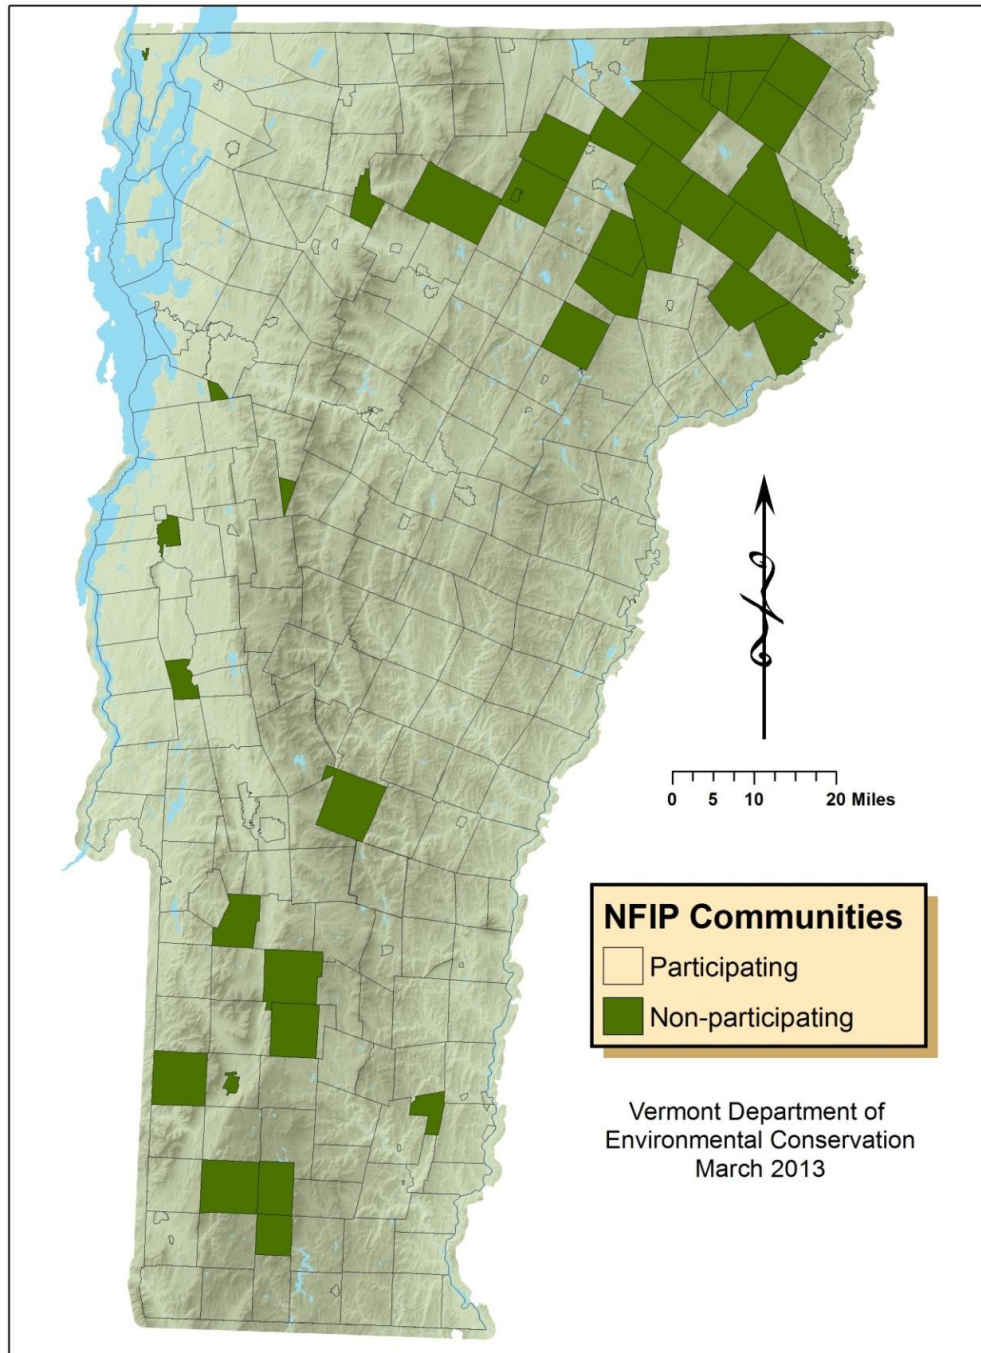 0 5 10 20 Miles
NFIP Communities
Participating
Non-participating
Vermont Department of
Environmental Conservation
March 2013